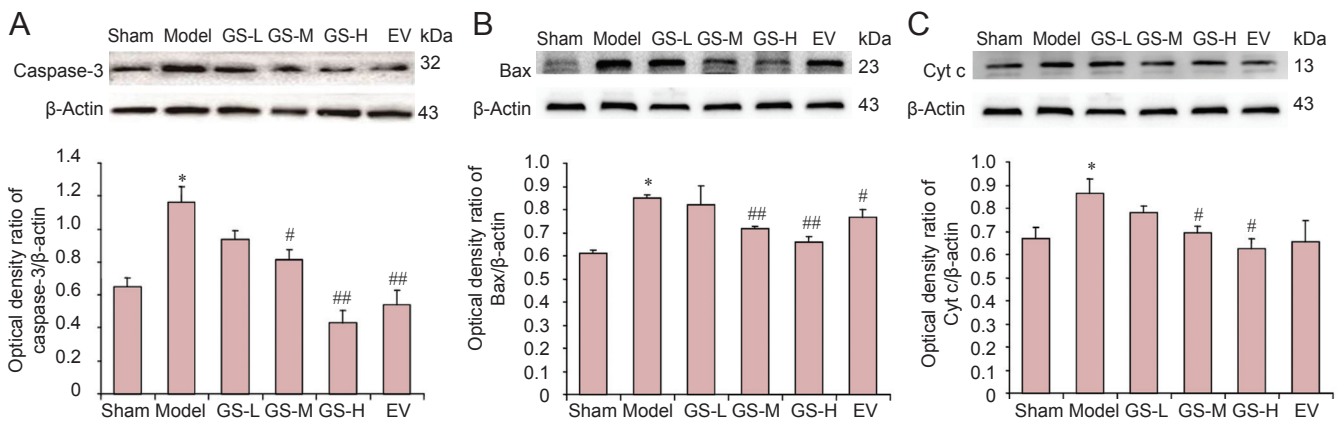 A
Sham Model GS-L GS-M GS-H EV kDa
Caspase-3 32
β-Actin 43
Optical density ratio of
caspase-3/β-actin
1.4
1.2
1.0
0.8
0.6
0.4
0.2
0
*
#
##
##
Sham Model GS-L GS-M GS-H EV
B
Sham Model GS-L GS-M GS-H EV kDa
Bax 23
β-Actin 43
Optical density ratio of
Bax/β-actin
1.0
0.9
0.8
0.7
0.6
0.5
0.4
0.3
0.2
0.1
0
*
##
##
#
Sham Model GS-L GS-M GS-H EV
C
Sham Model GS-L GS-M GS-H EV kDa
Cyt c 13
β-Actin 43
Optical density ratio of
Cyt c/β-actin
1.0
0.9
0.8
0.7
0.6
0.5
0.4
0.3
0.2
0.1
0
*
#
#
Sham Model GS-L GS-M GS-H EV